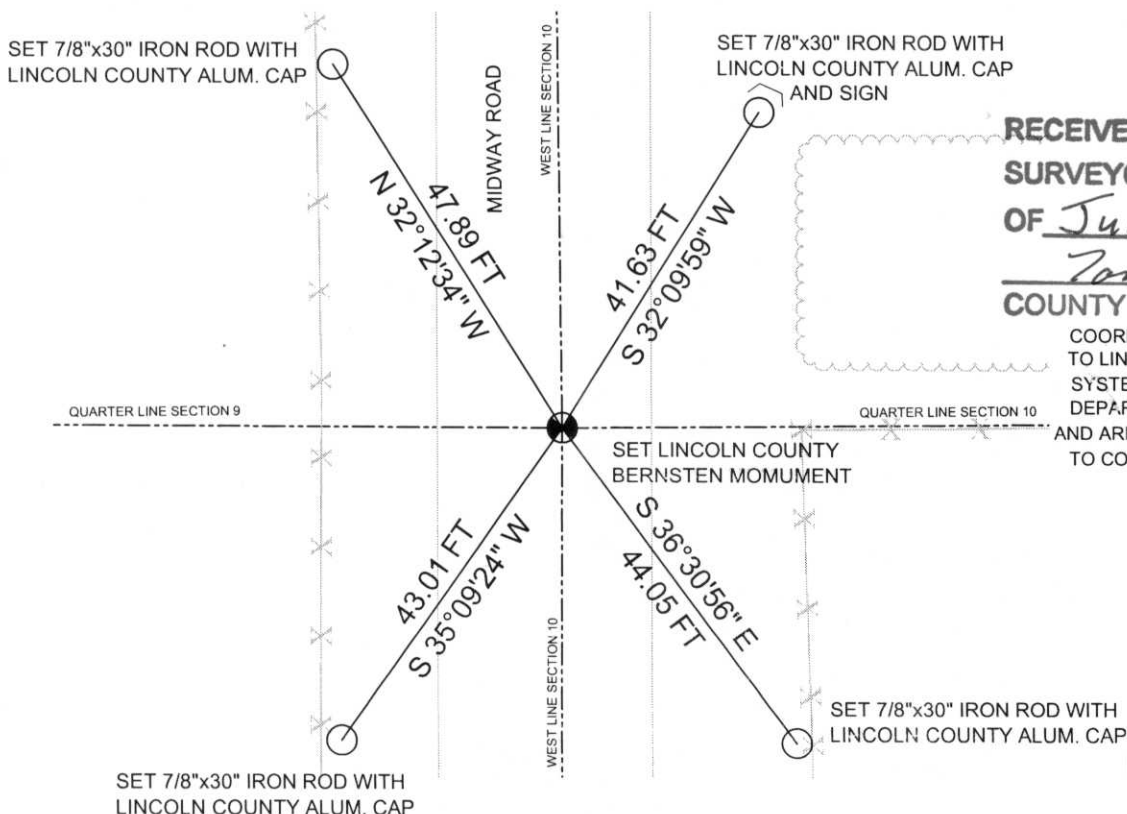 SET 7/8"x30" IRON ROD WITH
LINCOLN COUNTY ALUM. CAP
MIDWAY ROAD
WEST LINE SECTION 10
SET 7/8"x30" IRON ROD WITH
LINCOLN COUNTY ALUM. CAP
AND SIGN
RECEIVE
SURVEYO
OF
COUNTY
COORI
TO LIN
SYSTE
DEPAR
AND ARE
TO CO
47.89 FT
N 32°12'34" W
41.63 FT
S 32°09'59" W
QUARTER LINE SECTION 9
QUARTER LINE SECTION 10
SET LINCOLN COUNTY
BERNSTEN MOMUMENT
43.01 FT
S 35°09'24" W
S 36°30'56" E
44.05 FT
WEST LINE SECTION 10
SET 7/8"x30" IRON ROD WITH
LINCOLN COUNTY ALUM. CAP
SET 7/8"x30" IRON ROD WITH
LINCOLN COUNTY ALUM. CAP